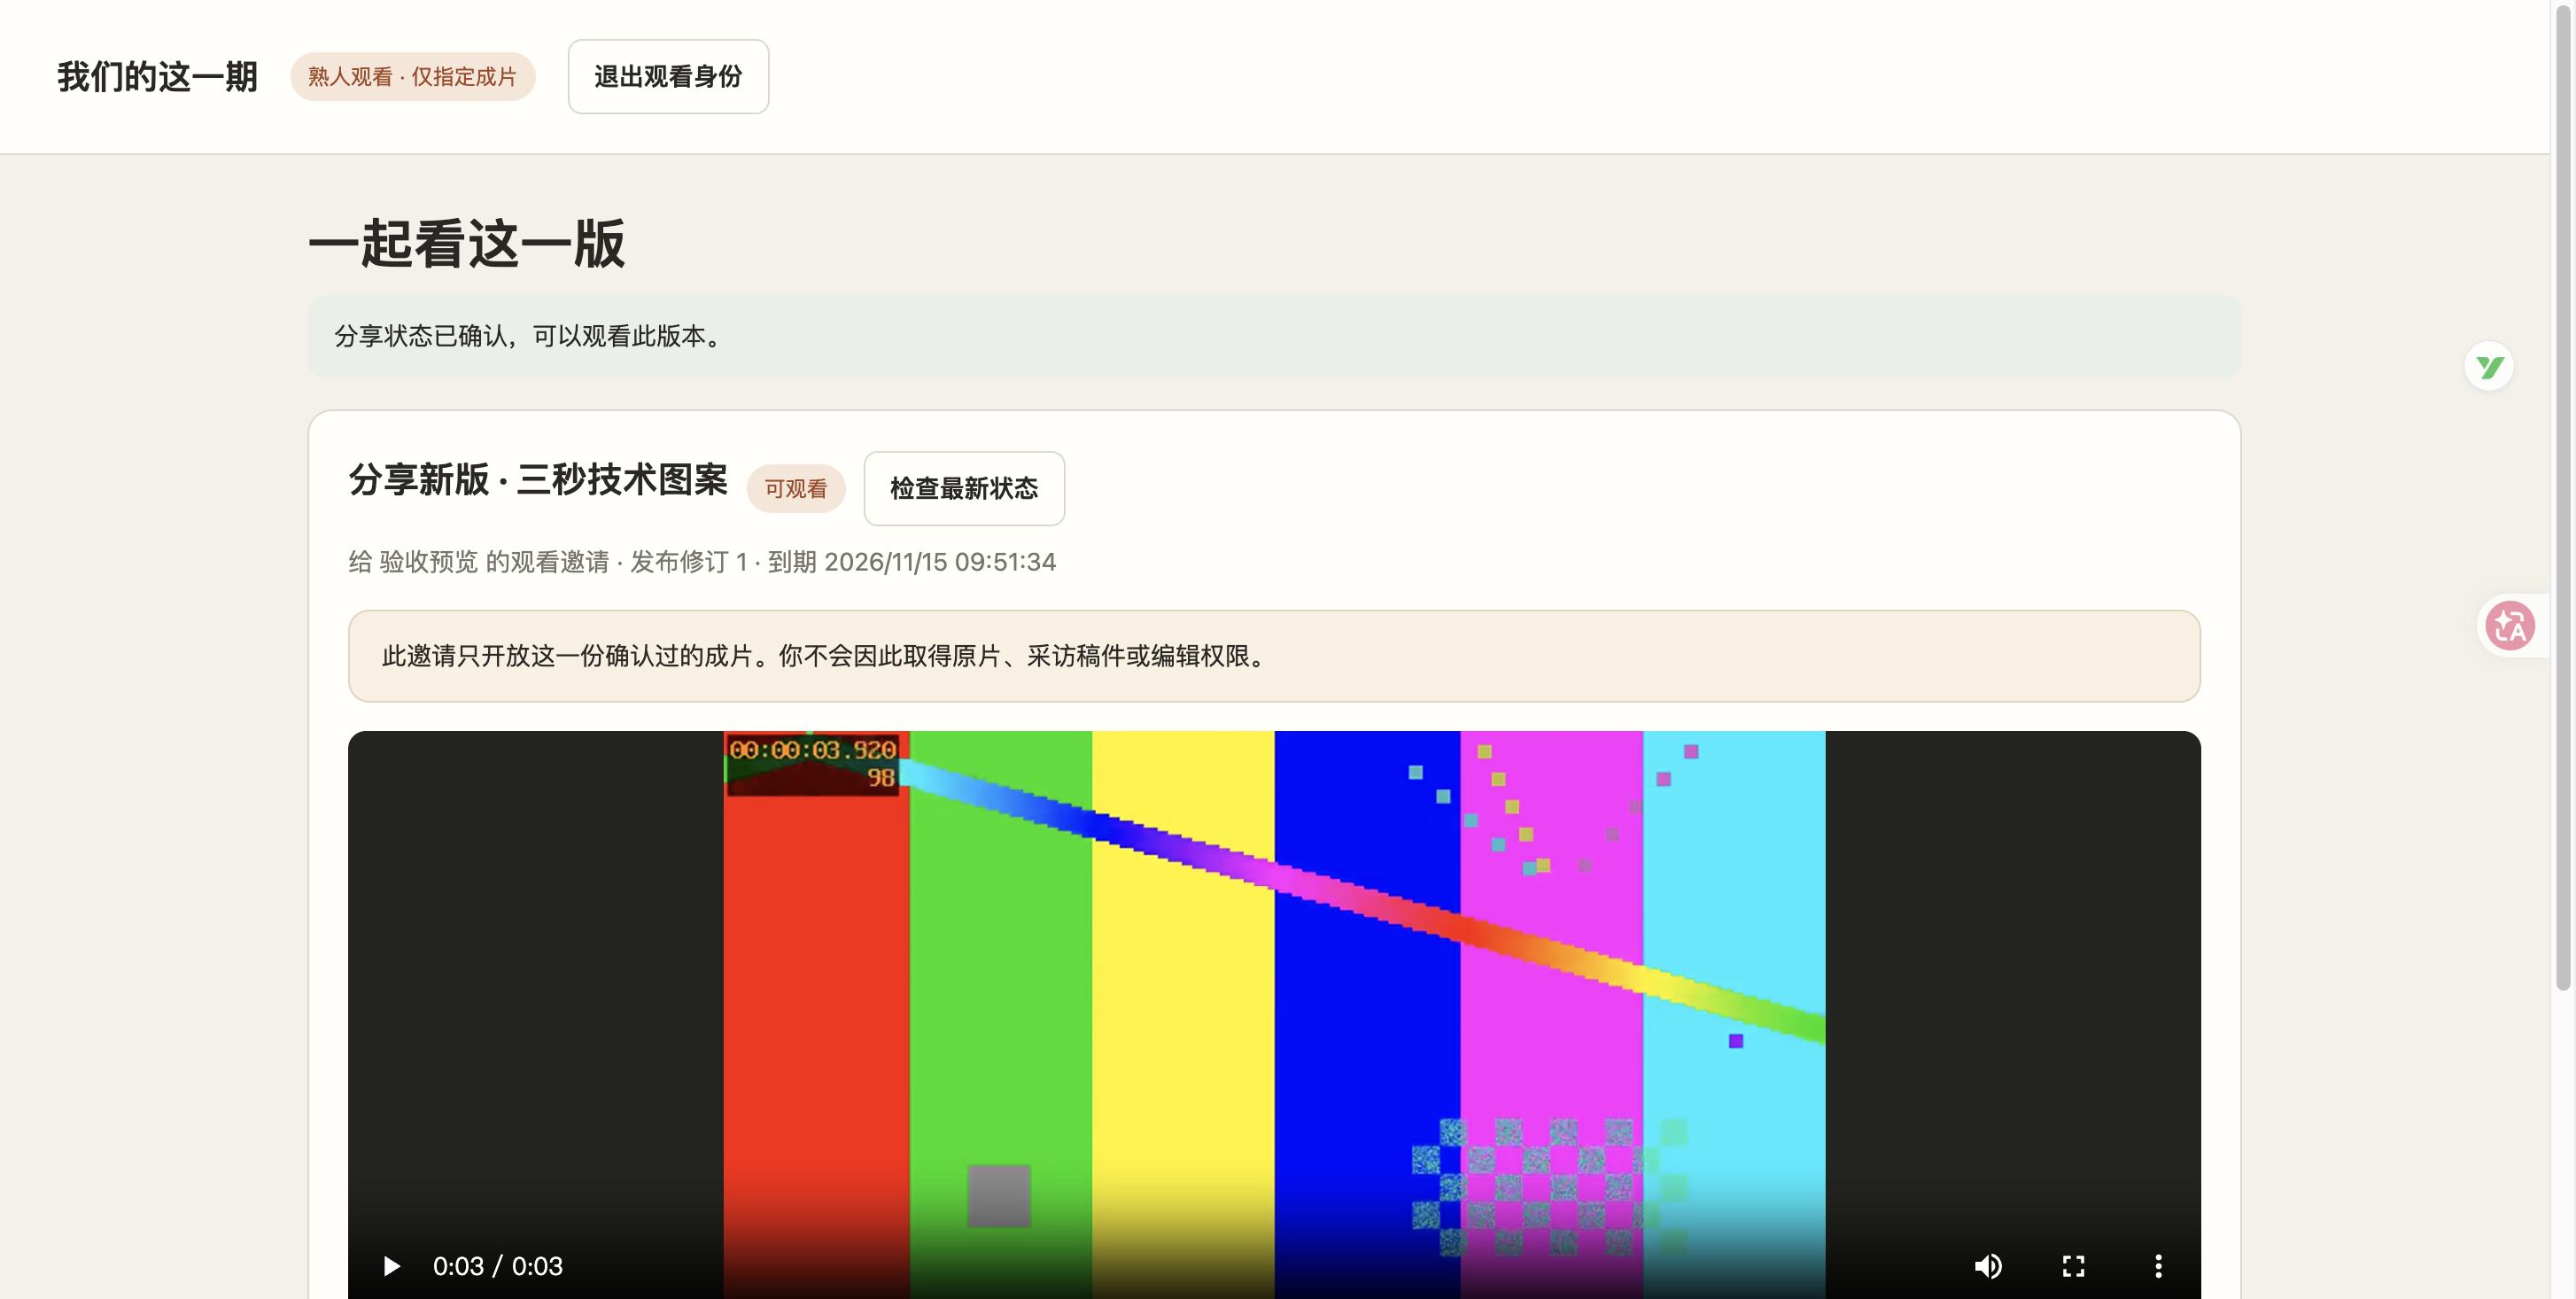 我们的这一期
熟人观看 · 仅指定成片
退出观看身份
一起看这一版
分享状态已确认，可以观看此版本。
分享新版 · 三秒技术图案
可观看
检查最新状态
给 验收预览 的观看邀请 · 发布修订 1 · 到期 2026/11/15 09:51:34
此邀请只开放这一份确认过的成片。你不会因此取得原片、采访稿件或编辑权限。
00:00:03.920
98
0:03 / 0:03